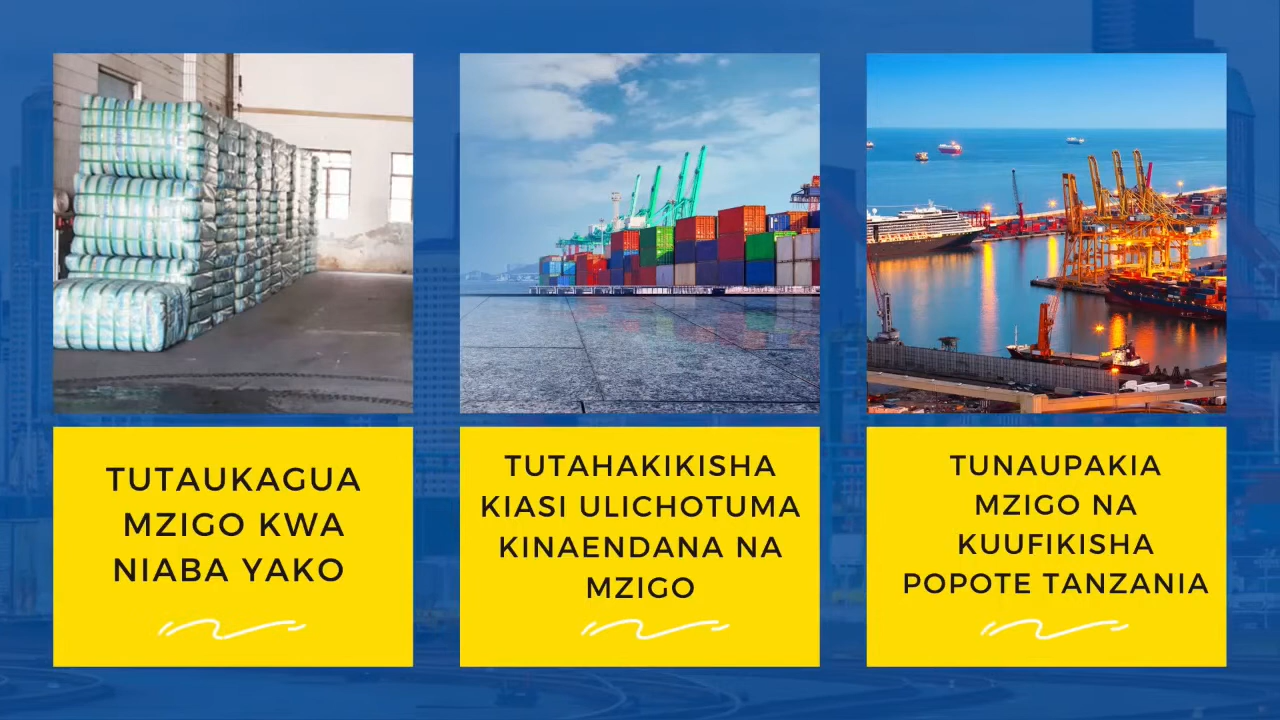 TUTAUKAGUA
MZIGO KWA
NIABA YAKO
TUTAHAKIKISHA
KIASI ULICHOTUMA
KINAENDANA NA
MZIGO
TUNAUPAKIA
MZIGO NA
KUUFIKISHA
POPOTE TANZANIA